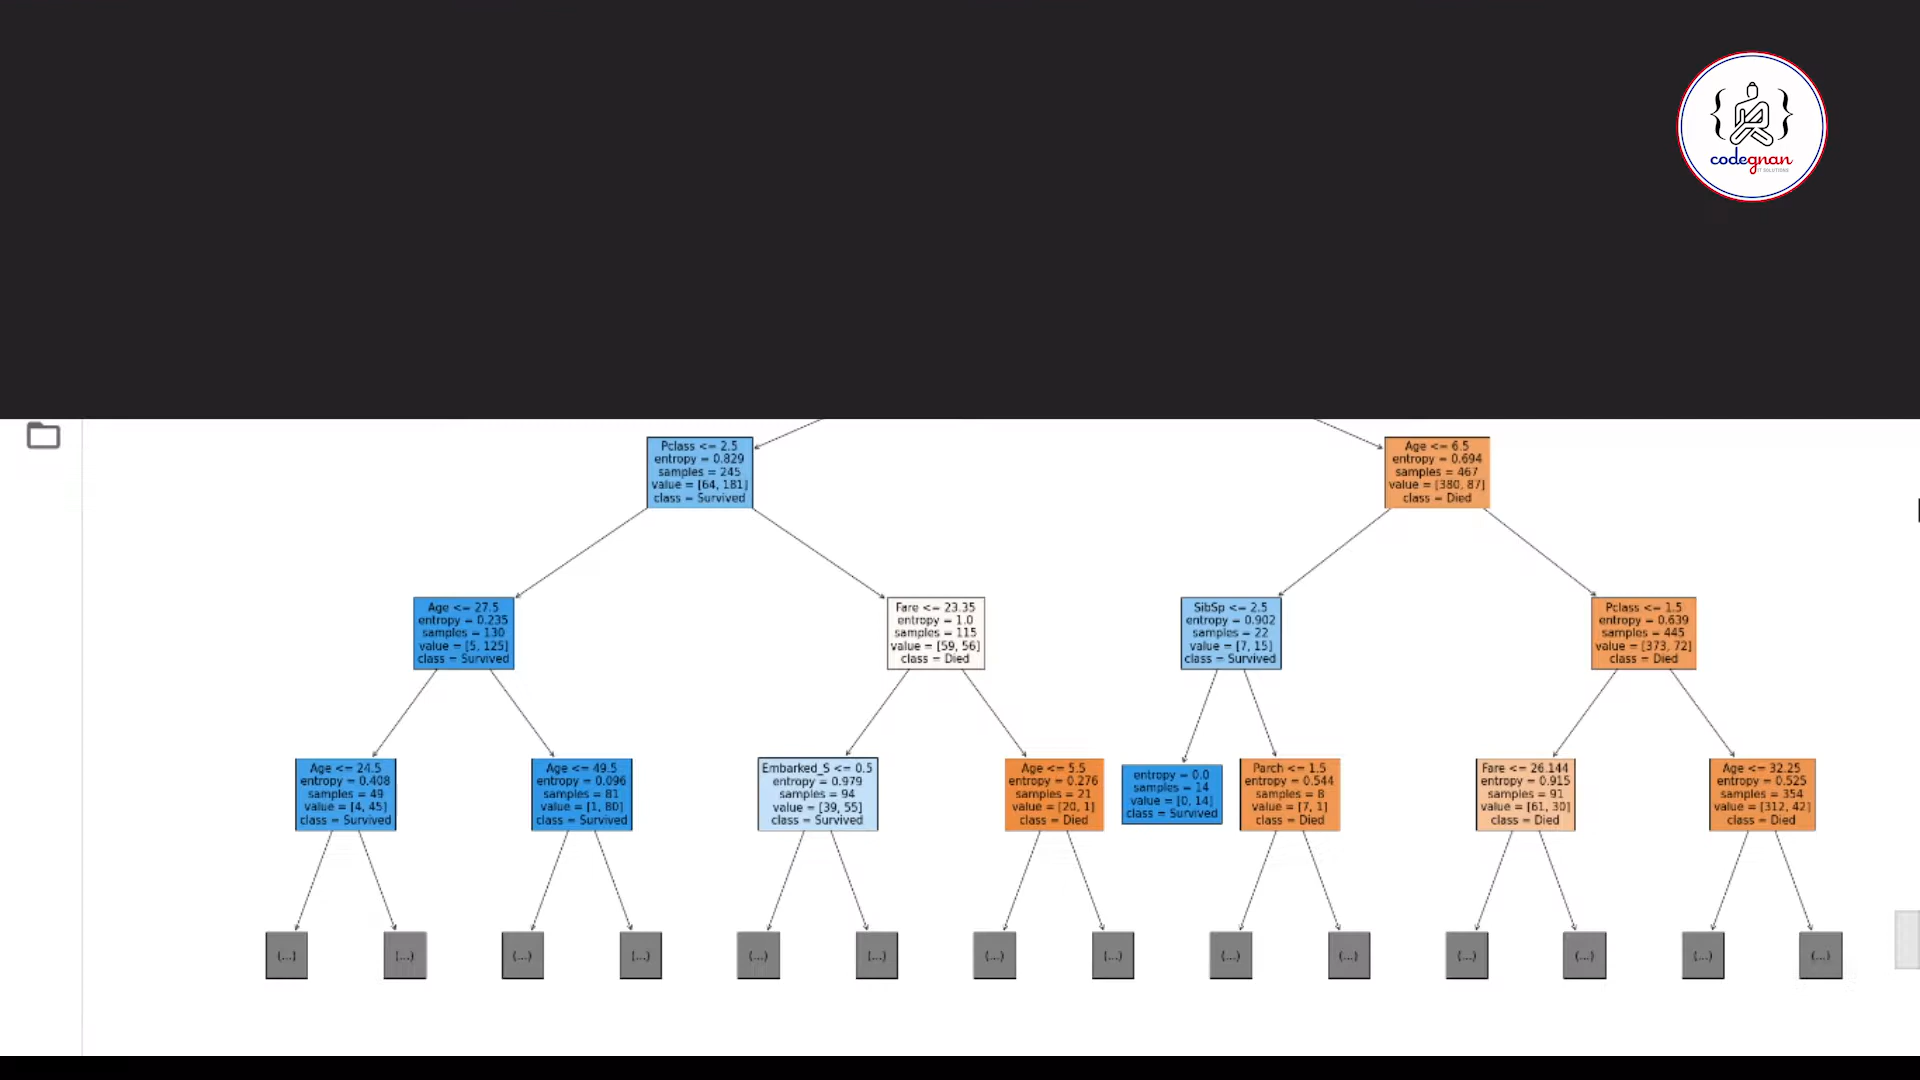 codegnan
IT SOLUTIONS
Pclass <= 2.5
entropy = 0.829
samples = 245
value = [64, 181]
class = Survived
Age <= 6.5
entropy = 0.694
samples = 467
value = [380, 87]
class = Died
Age <= 27.5
entropy = 0.235
samples = 130
value = [5, 125]
class = Survived
Fare <= 23.35
entropy = 1.0
samples = 115
value = [59, 56]
class = Died
SibSp <= 2.5
entropy = 0.902
samples = 22
value = [7, 15]
class = Survived
Pclass <= 1.5
entropy = 0.639
samples = 445
value = [373, 72]
class = Died
Age <= 24.5
entropy = 0.408
samples = 49
value = [4, 45]
class = Survived
Age <= 49.5
entropy = 0.096
samples = 81
value = [1, 80]
class = Survived
Embarked_S <= 0.5
entropy = 0.979
samples = 94
value = [39, 55]
class = Survived
Age <= 5.5
entropy = 0.276
samples = 21
value = [20, 1]
class = Died
entropy = 0.0
samples = 14
value = [0, 14]
class = Survived
Parch <= 1.5
entropy = 0.544
samples = 8
value = [7, 1]
class = Died
Fare <= 26.144
entropy = 0.915
samples = 91
value = [61, 30]
class = Died
Age <= 32.25
entropy = 0.525
samples = 354
value = [312, 42]
class = Died
(...)
(...)
(...)
(...)
(...)
(...)
(...)
(...)
(...)
(...)
(...)
(...)
(...)
(...)